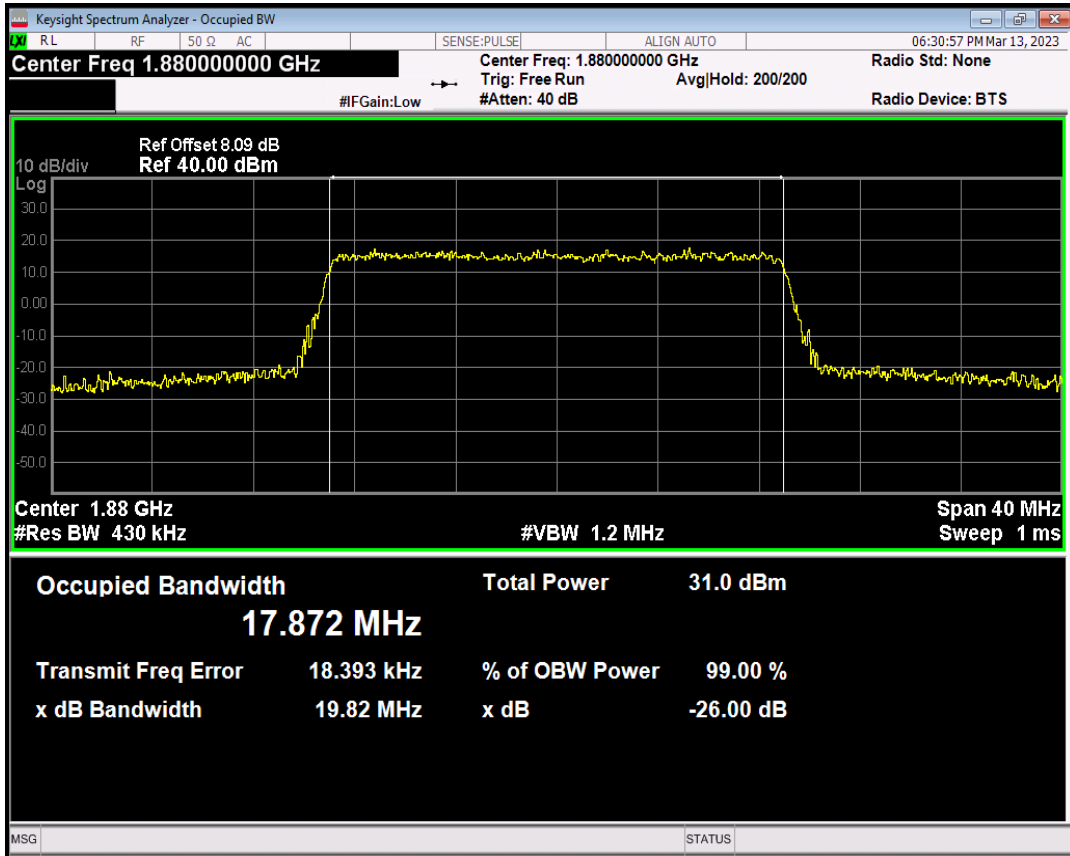 Keysight Spectrum Analyzer - Occupied BW
LXI RL RF 50 Ω AC SENSE:PULSE ALIGN AUTO 06:30:57 PM Mar 13, 2023
Center Freq 1.880000000 GHz Center Freq: 1.880000000 GHz Radio Std: None
Trig: Free Run Avg|Hold: 200/200
#IFGain:Low #Atten: 40 dB Radio Device: BTS
Ref Offset 8.09 dB
10 dB/div Ref 40.00 dBm
Log
30.0
20.0
10.0
0.00
-10.0
-20.0
-30.0
-40.0
-50.0
Center 1.88 GHz Span 40 MHz
#Res BW 430 kHz #VBW 1.2 MHz Sweep 1 ms
Occupied Bandwidth Total Power 31.0 dBm
17.872 MHz
Transmit Freq Error 18.393 kHz % of OBW Power 99.00 %
x dB Bandwidth 19.82 MHz x dB -26.00 dB
MSG STATUS